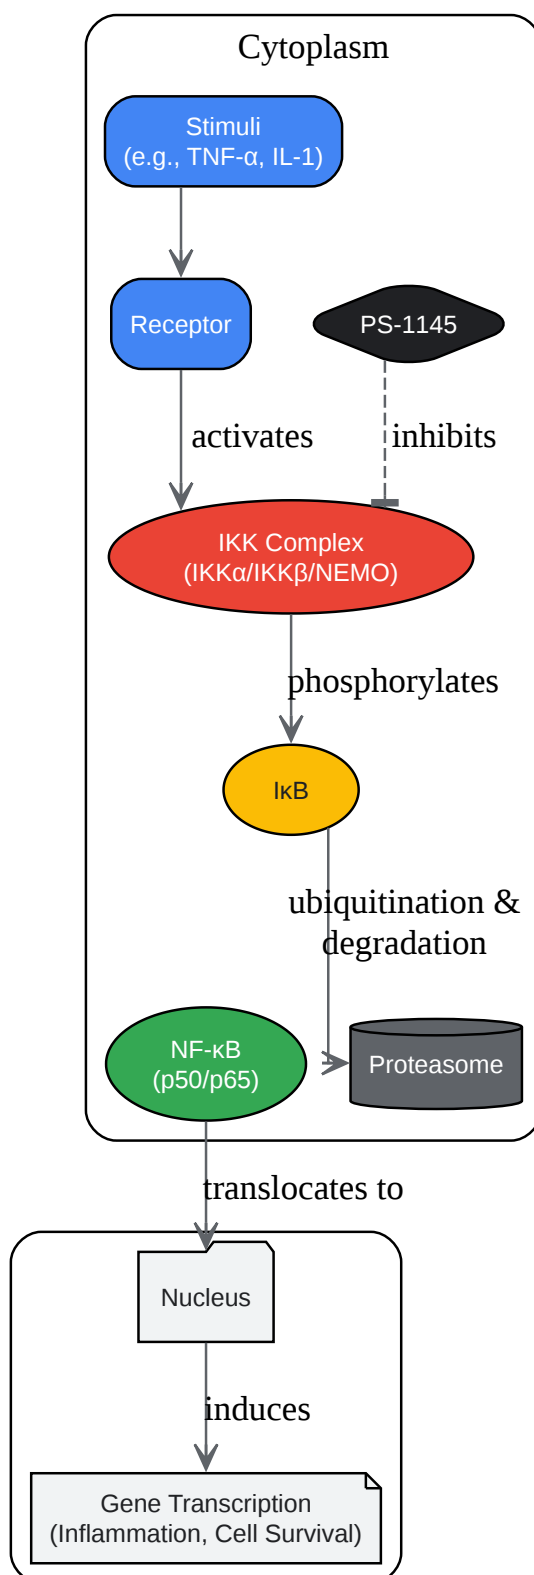 Cytoplasm
Stimuli
(e.g., TNF-α, IL-1)
Receptor
PS-1145
activates
inhibits
IKK Complex
(IKKα/IKKβ/NEMO)
phosphorylates
IκB
ubiquitination &
degradation
NF-κB
(p50/p65)
Proteasome
translocates to
Nucleus
induces
Gene Transcription
(Inflammation, Cell Survival)